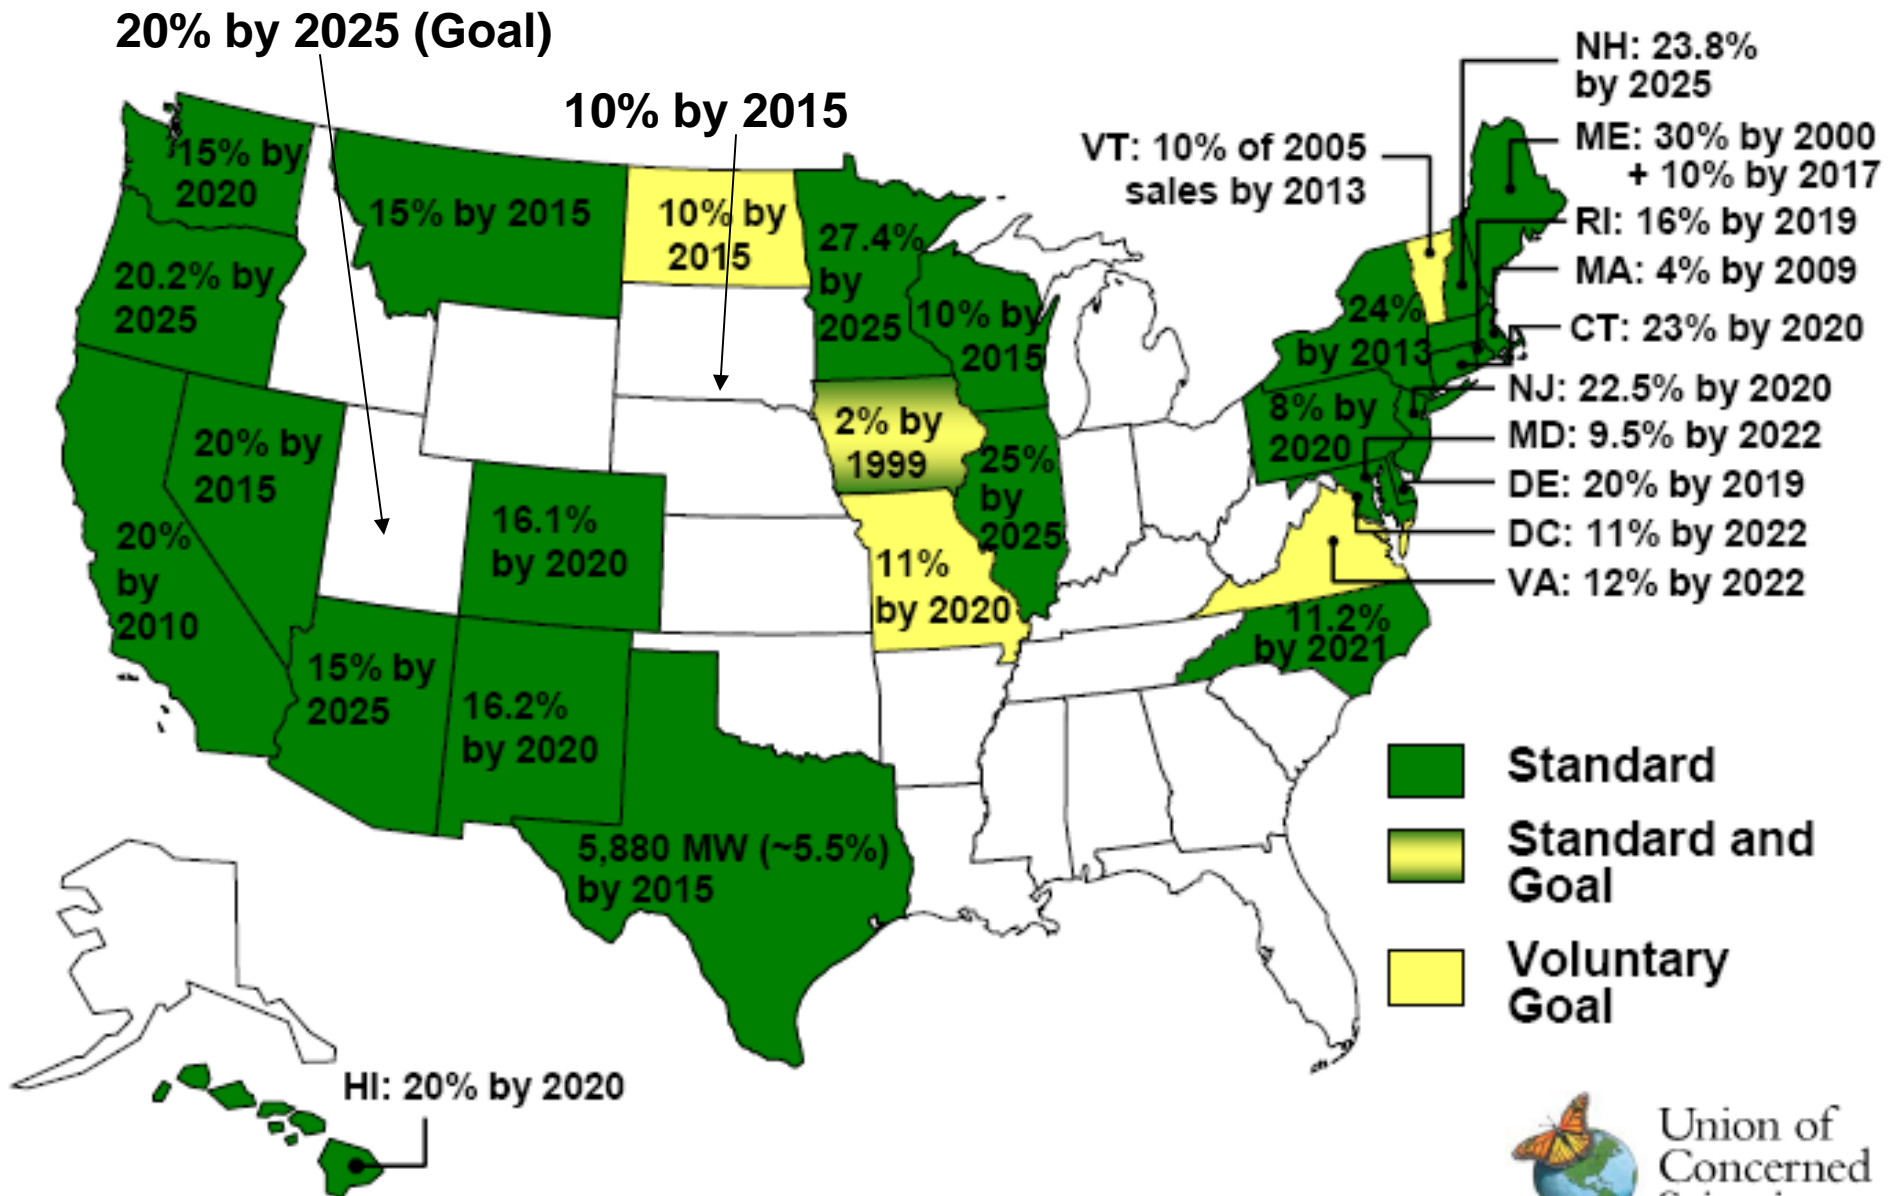 20% by 2025 (Goal)
10% by 2015
15% by
2020
15% by 2015
10% by
2015
27.4%
by
2025
10% by
2015
20.2% by
2025
20% by
2015
20%
by
2010
16.1%
by 2020
2% by
1999
25%
by
2025
11%
by 2020
15% by
2025
16.2%
by 2020
5,880 MW (~5.5%)
by 2015
VT: 10% of 2005
sales by 2013
24%
by 2013
8% by
2020
11.2%
by 2021
NH: 23.8%
by 2025
ME: 30% by 2000
+ 10% by 2017
RI: 16% by 2019
MA: 4% by 2009
CT: 23% by 2020
NJ: 22.5% by 2020
MD: 9.5% by 2022
DE: 20% by 2019
DC: 11% by 2022
VA: 12% by 2022
HI: 20% by 2020
Standard
Standard and
Goal
Voluntary
Goal
Union of
Concerned